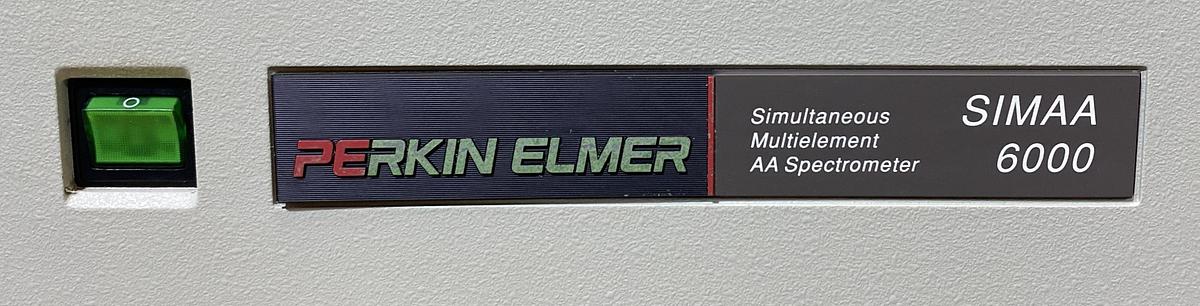 O
PERKIN ELMER
Simultaneous
Multielement
AA Spectrometer
SIMAA
6000